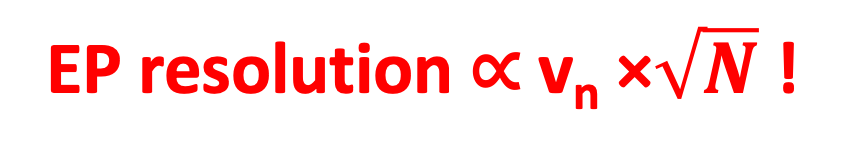 EP resolution ∝ vₙ ×√N !